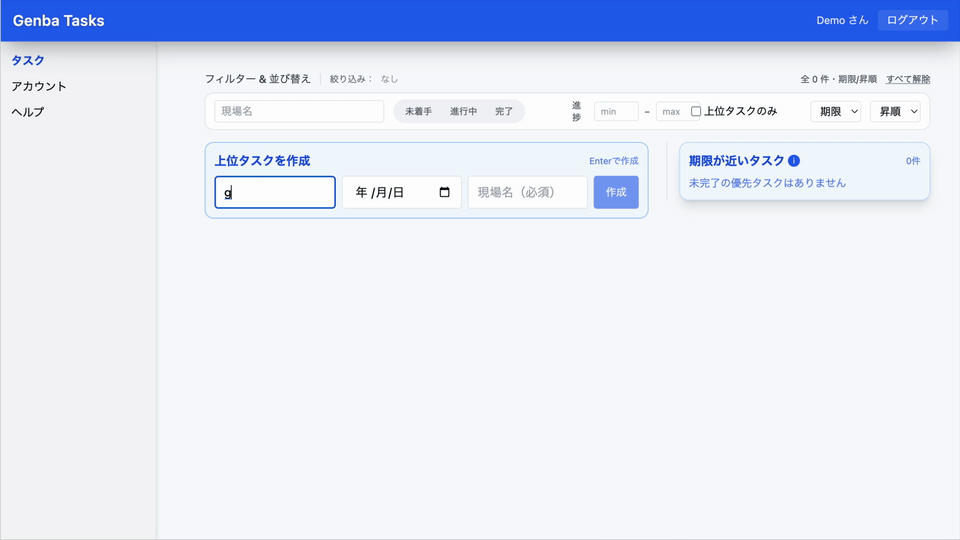 Genba Tasks
Demo さん
ログアウト
タスク
アカウント
ヘルプ
フィルター & 並び替え
絞り込み： なし
全 0 件・期限/昇順
すべて解除
現場名
未着手
進行中
完了
進捗
min
–
max
上位タスクのみ
期限
昇順
上位タスクを作成
Enterで作成
g
年 /月/日
現場名（必須）
作成
期限が近いタスク i
0件
未完了の優先タスクはありません